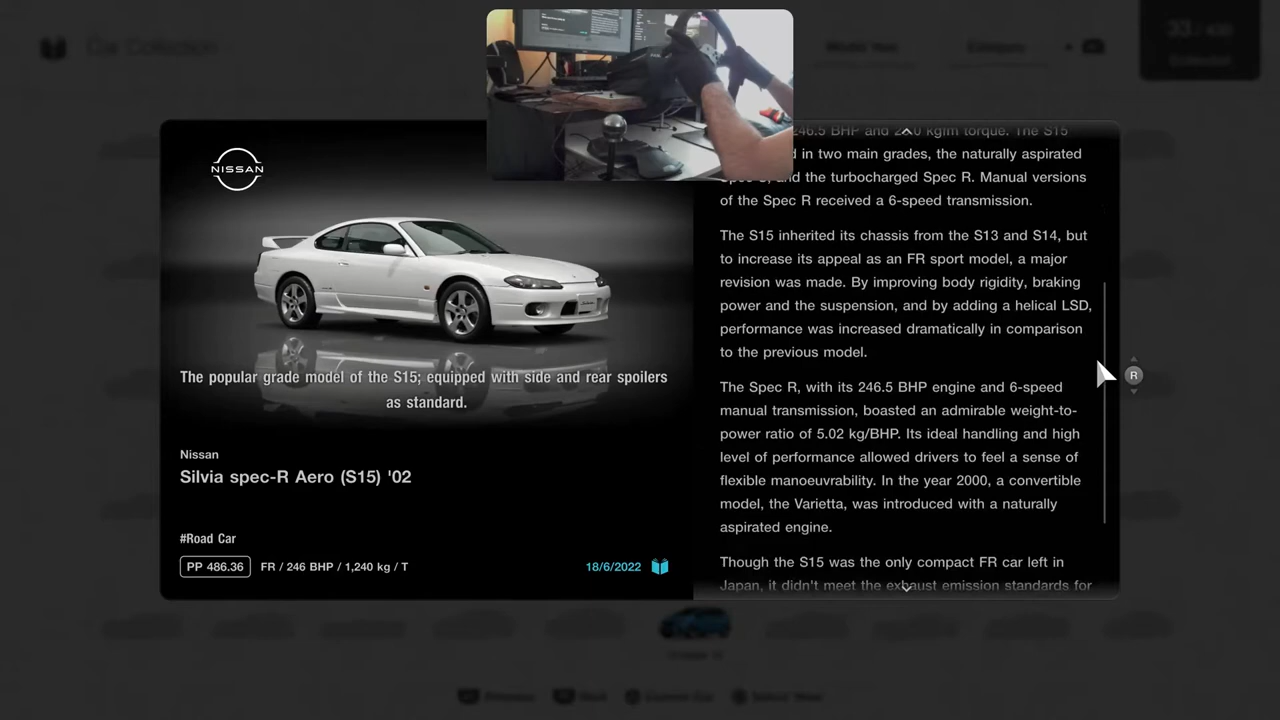 Car Collection
NISSAN
The popular grade model of the S15; equipped with side and rear spoilers
as standard.
Nissan
Silvia spec-R Aero (S15) '02
#Road Car
PP 486.36
FR / 246 BHP / 1,240 kg / T
18/6/2022
246.5 BHP and kgfm torque. The S15
in two main grades, the naturally aspirated
and the turbocharged Spec R. Manual versions
of the Spec R received a 6-speed transmission.
The S15 inherited its chassis from the S13 and S14, but
to increase its appeal as an FR sport model, a major
revision was made. By improving body rigidity, braking
power and the suspension, and by adding a helical LSD,
performance was increased dramatically in comparison
to the previous model.
The Spec R, with its 246.5 BHP engine and 6-speed
manual transmission, boasted an admirable weight-to-
power ratio of 5.02 kg/BHP. Its ideal handling and high
level of performance allowed drivers to feel a sense of
flexible manoeuvrability. In the year 2000, a convertible
model, the Varietta, was introduced with a naturally
aspirated engine.
Though the S15 was the only compact FR car left in
Japan, it didn't meet the exhaust emission standards for
R